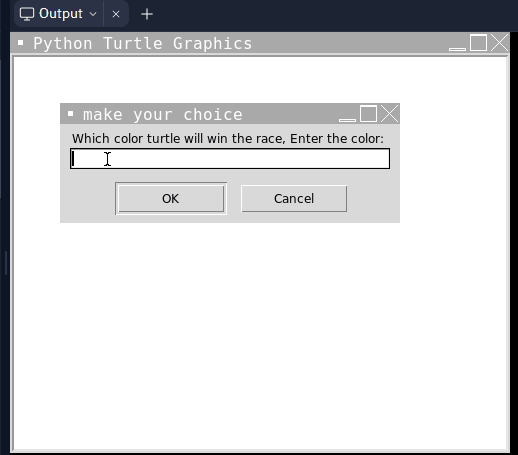 Output
Python Turtle Graphics
make your choice
Which color turtle will win the race, Enter the color:
OK
Cancel